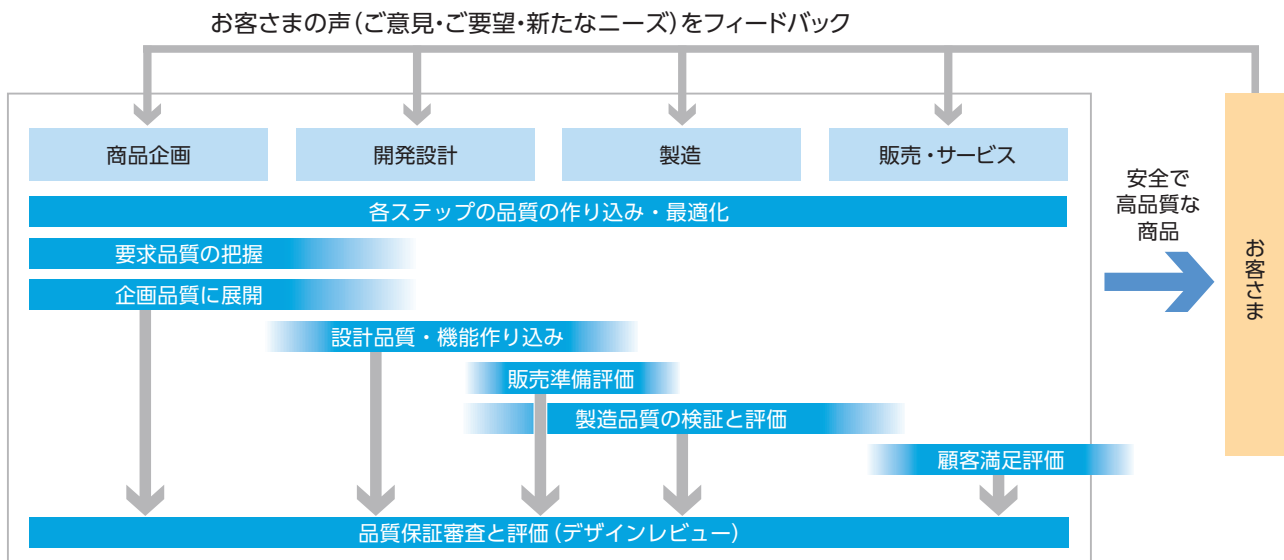 お客さまの声(ご意見・ご要望・新たなニーズ)をフィードバック
商品企画
開発設計
製造
販売・サービス
各ステップの品質の作り込み・最適化
要求品質の把握
企画品質に展開
設計品質・機能作り込み
販売準備評価
製造品質の検証と評価
顧客満足評価
品質保証審査と評価(デザインレビュー)
安全で
高品質な
商品
お客さま